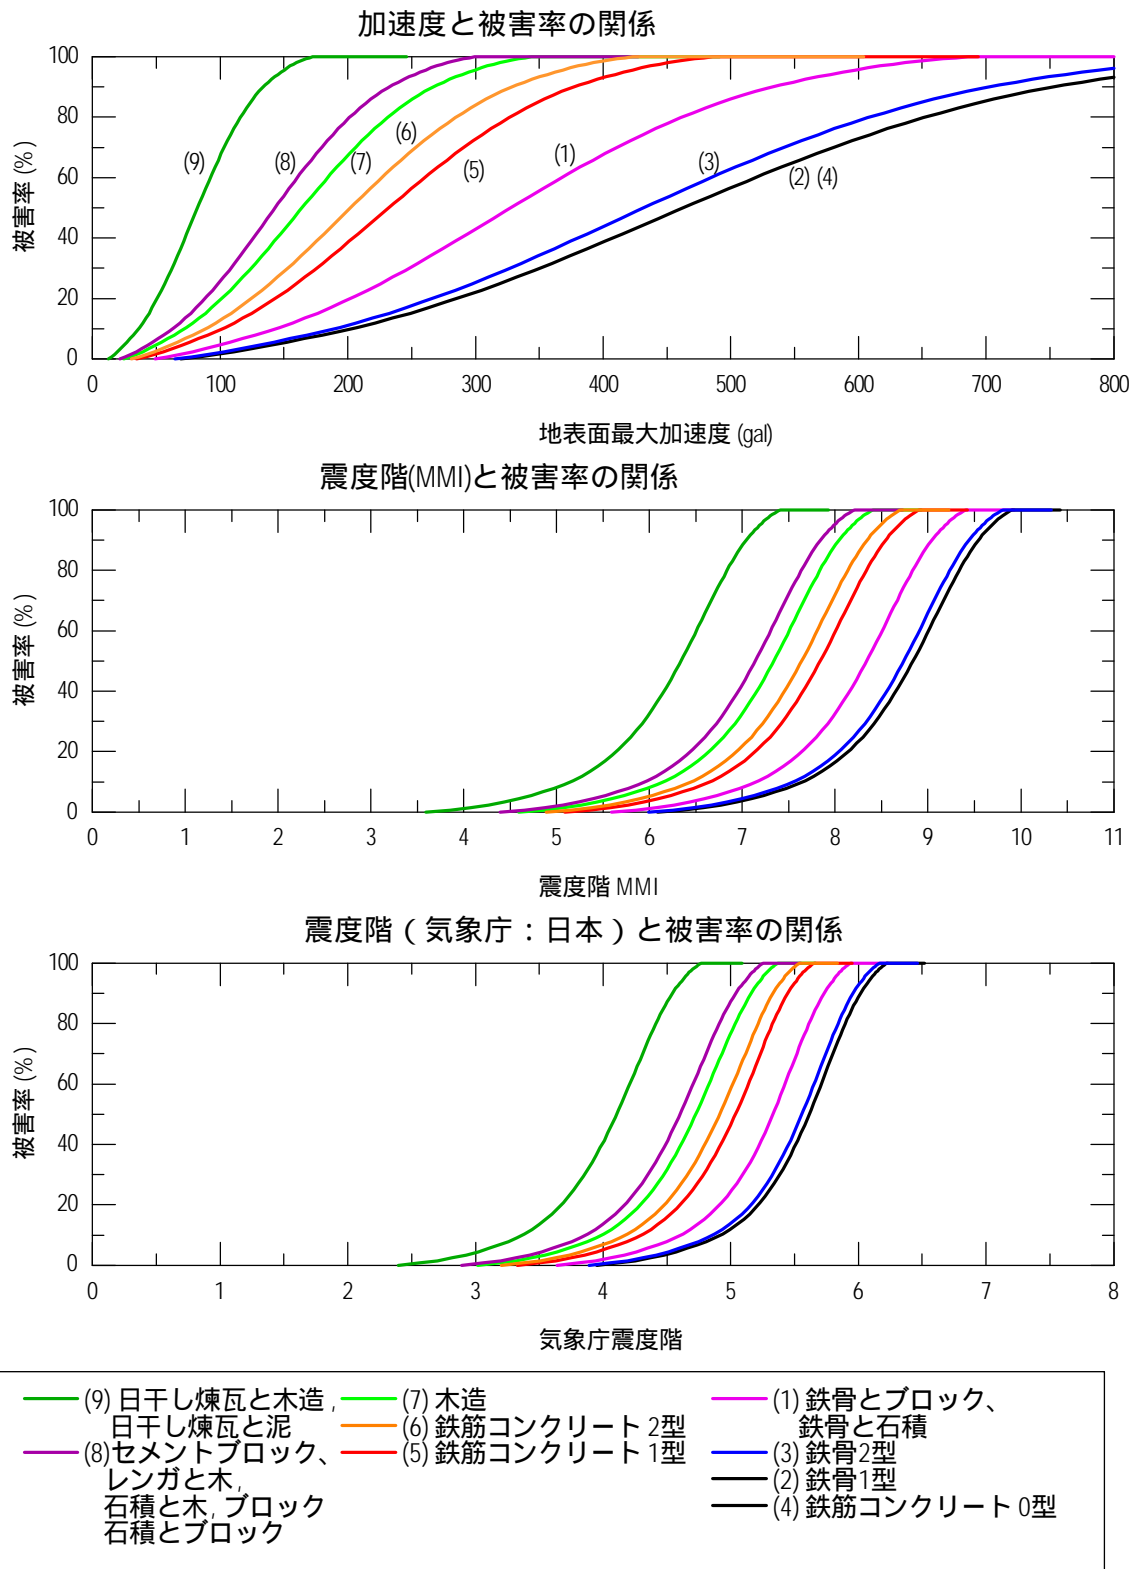 加速度と被害率の関係
100
80
60
40
20
0
被害率 (%)
(9)
(8)
(7)
(6)
(5)
(1)
(3)
(2) (4)
0 100 200 300 400 500 600 700 800
地表面最大加速度 (gal)
震度階(MMI)と被害率の関係
100
80
60
40
20
0
被害率 (%)
0 1 2 3 4 5 6 7 8 9 10 11
震度階 MMI
震度階（気象庁：日本）と被害率の関係
100
80
60
40
20
0
被害率 (%)
0 1 2 3 4 5 6 7 8
気象庁震度階
(9) 日干し煉瓦と木造,
日干し煉瓦と泥
(8)セメントブロック、
レンガと木,
石積と木, ブロック
石積とブロック
(7) 木造
(6) 鉄筋コンクリート 2型
(5) 鉄筋コンクリート 1型
(1) 鉄骨とブロック、
鉄骨と石積
(3) 鉄骨2型
(2) 鉄骨1型
(4) 鉄筋コンクリート 0型